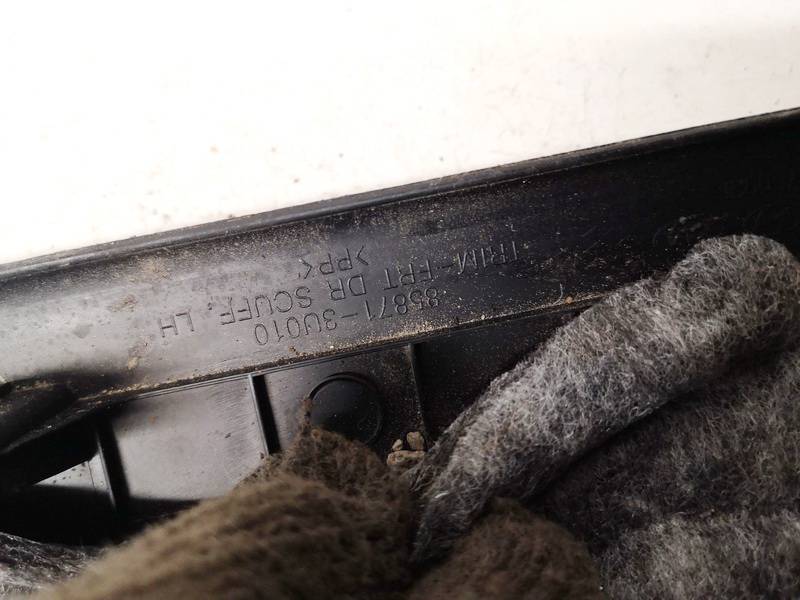 85871-3U010
TRIM-FRT DR SCUFF, LH
>PP<